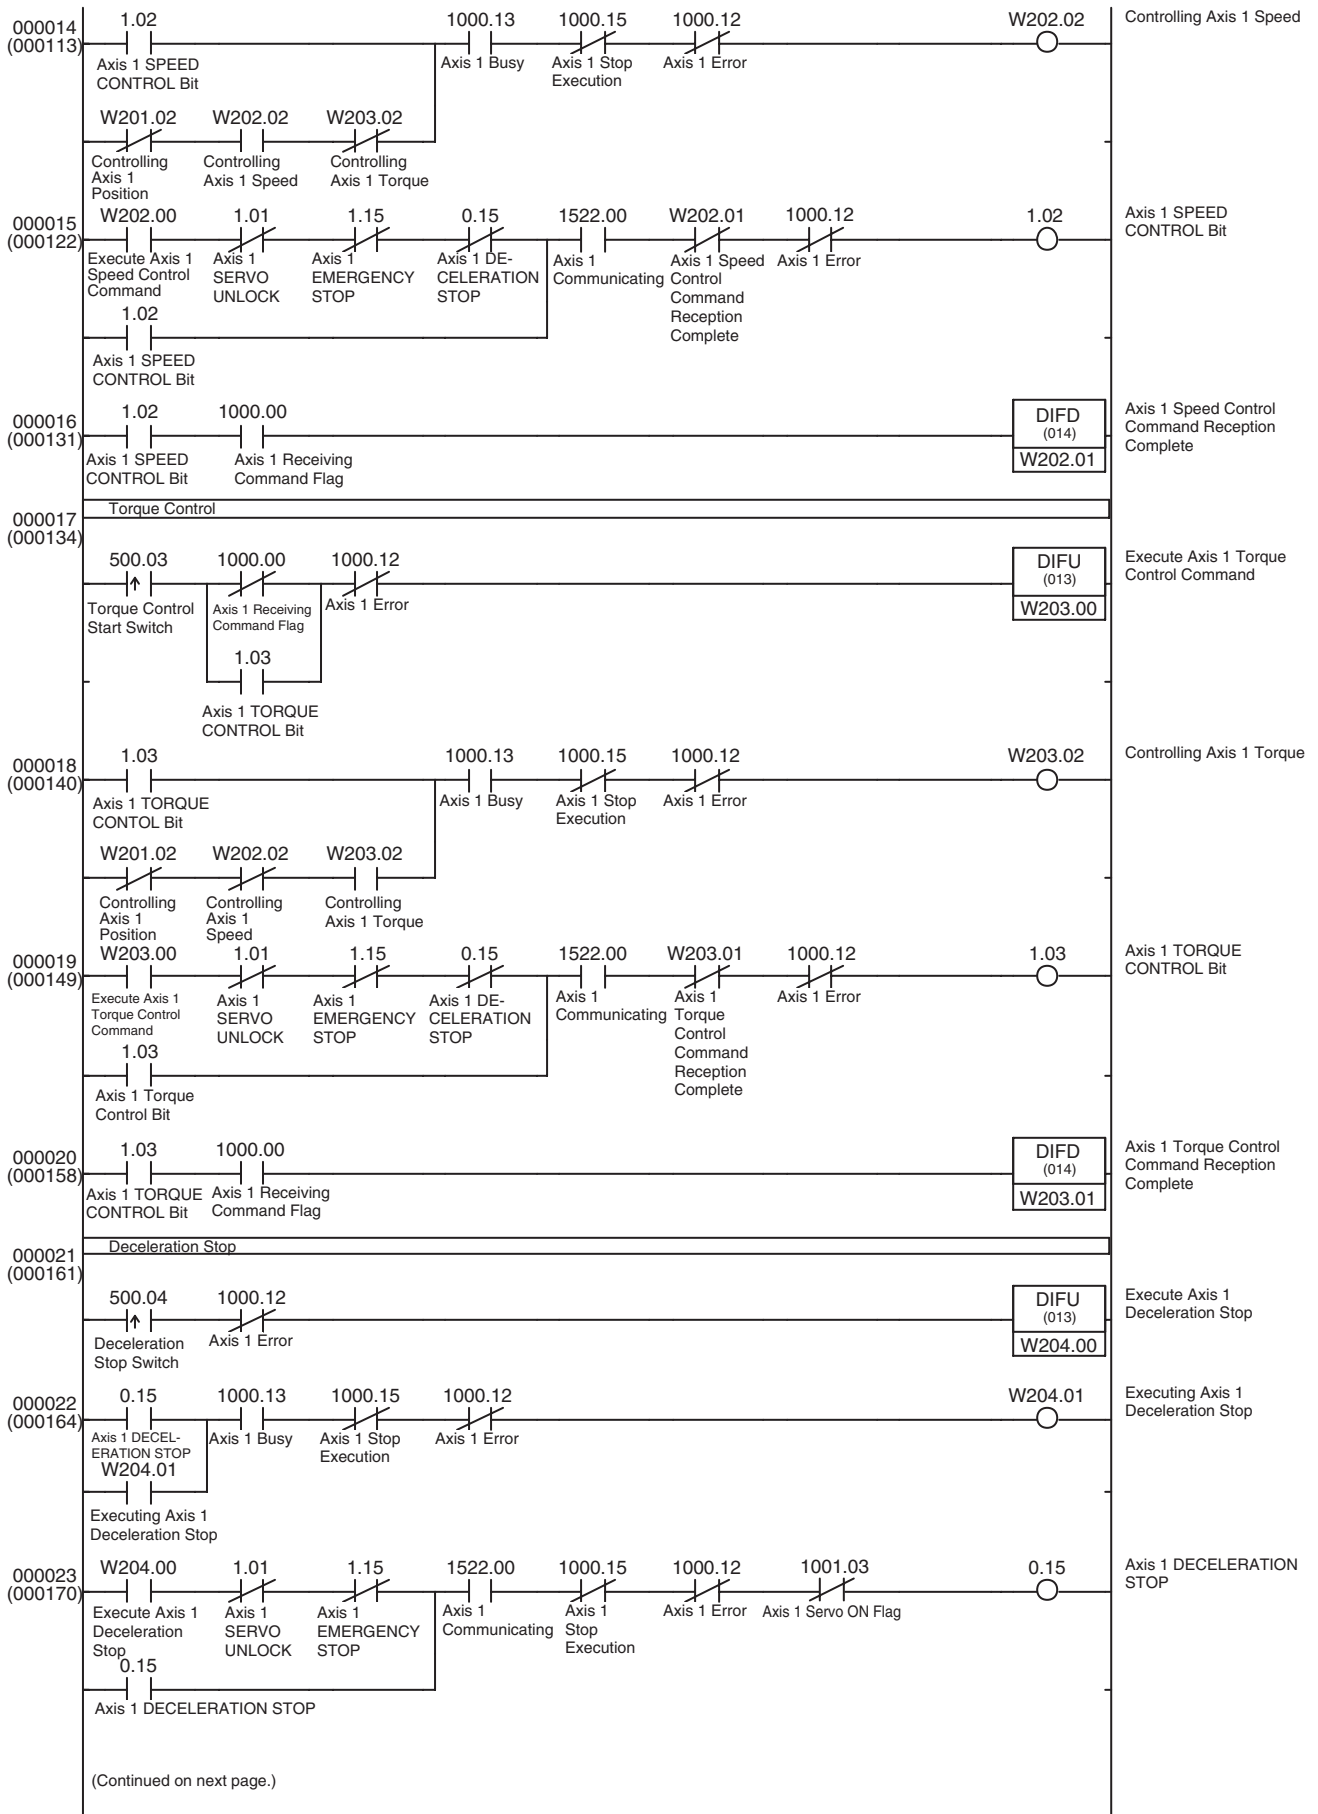 000014
(000113)
1.02
1000.13
1000.15
1000.12
W202.02
Controlling Axis 1 Speed
Axis 1 SPEED
CONTROL Bit
Axis 1 Busy
Axis 1 Stop
Execution
Axis 1 Error
W201.02
W202.02
W203.02
Controlling
Axis 1
Position
Controlling
Axis 1 Speed
Controlling
Axis 1 Torque
000015
(000122)
W202.00
1.01
1.15
0.15
1522.00
W202.01
1000.12
1.02
Axis 1 SPEED
CONTROL Bit
Execute Axis 1
Speed Control
Command
Axis 1
SERVO
UNLOCK
Axis 1
EMERGENCY
STOP
Axis 1 DE-
CELERATION
STOP
Axis 1
Communicating
Axis 1 Speed
Control
Command
Reception
Complete
Axis 1 Error
1.02
Axis 1 SPEED
CONTROL Bit
000016
(000131)
1.02
1000.00
DIFD
(014)
W202.01
Axis 1 Speed Control
Command Reception
Complete
Axis 1 SPEED
CONTROL Bit
Axis 1 Receiving
Command Flag
000017
(000134)
Torque Control
500.03
1000.00
1000.12
DIFU
(013)
W203.00
Execute Axis 1 Torque
Control Command
Torque Control
Start Switch
Axis 1 Receiving
Command Flag
Axis 1 Error
1.03
Axis 1 TORQUE
CONTROL Bit
000018
(000140)
1.03
1000.13
1000.15
1000.12
W203.02
Controlling Axis 1 Torque
Axis 1 TORQUE
CONTOL Bit
Axis 1 Busy
Axis 1 Stop
Execution
Axis 1 Error
W201.02
W202.02
W203.02
Controlling
Axis 1
Position
Controlling
Axis 1
Speed
Controlling
Axis 1 Torque
000019
(000149)
W203.00
1.01
1.15
0.15
1522.00
W203.01
1000.12
1.03
Axis 1 TORQUE
CONTROL Bit
Execute Axis 1
Torque Control
Command
Axis 1
SERVO
UNLOCK
Axis 1
EMERGENCY
STOP
Axis 1 DE-
CELERATION
STOP
Axis 1
Communicating
Axis 1
Torque
Control
Command
Reception
Complete
Axis 1 Error
1.03
Axis 1 Torque
Control Bit
000020
(000158)
1.03
1000.00
DIFD
(014)
W203.01
Axis 1 Torque Control
Command Reception
Complete
Axis 1 TORQUE
CONTROL Bit
Axis 1 Receiving
Command Flag
000021
(000161)
Deceleration Stop
500.04
1000.12
DIFU
(013)
W204.00
Execute Axis 1
Deceleration Stop
Deceleration
Stop Switch
Axis 1 Error
000022
(000164)
0.15
1000.13
1000.15
1000.12
W204.01
Executing Axis 1
Deceleration Stop
Axis 1 DECEL-
ERATION STOP
Axis 1 Busy
Axis 1 Stop
Execution
Axis 1 Error
W204.01
Executing Axis 1
Deceleration Stop
000023
(000170)
W204.00
1.01
1.15
1522.00
1000.15
1000.12
1001.03
0.15
Axis 1 DECELERATION
STOP
Execute Axis 1
Deceleration
Stop
Axis 1
SERVO
UNLOCK
Axis 1
EMERGENCY
STOP
Axis 1
Communicating
Axis 1
Stop
Execution
Axis 1 Error
Axis 1 Servo ON Flag
0.15
Axis 1 DECELERATION STOP
(Continued on next page.)